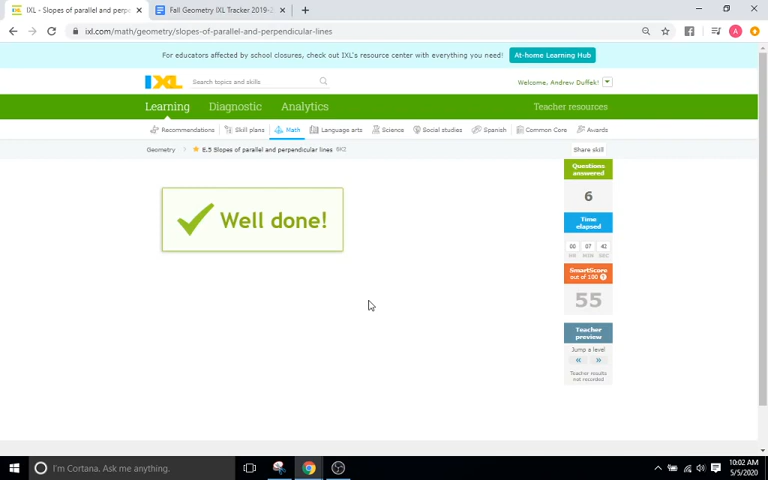 IXL - Slopes of parallel and perpe
Fall Geometry IXL Tracker 2019-2
ixl.com/math/geometry/slopes-of-parallel-and-perpendicular-lines
A
For educators affected by school closures, check out IXL's resource center with everything you need!
At-home Learning Hub
IXL
Search topics and skills
Welcome, Andrew Duffek!
Learning
Diagnostic
Analytics
Teacher resources
Recommendations
Skill plans
Math
Language arts
Science
Social studies
Spanish
Common Core
Awards
Geometry
E.5 Slopes of parallel and perpendicular lines
6K2
Share skill
Well done!
Questions
answered
6
Time
elapsed
00 07 42
HR MIN SEC
SmartScore
out of 100 ?
55
Teacher
preview
Jump a level
Teacher results
not recorded
I'm Cortana. Ask me anything.
10:02 AM
5/5/2020